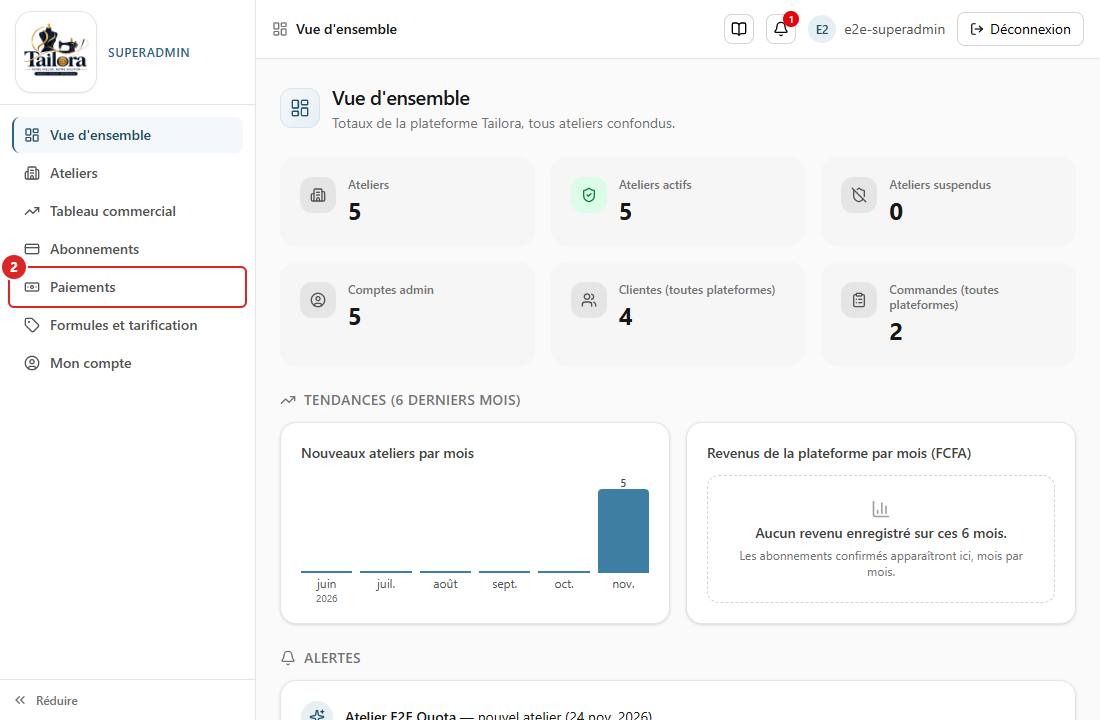 Tailora
SUPERADMIN
Vue d'ensemble
Ateliers
Tableau commercial
Abonnements
2
Paiements
Formules et tarification
Mon compte
Réduire
Vue d'ensemble
1
E2
e2e-superadmin
Déconnexion
Vue d'ensemble
Totaux de la plateforme Tailora, tous ateliers confondus.
Ateliers
5
Ateliers actifs
5
Ateliers suspendus
0
Comptes admin
5
Clientes (toutes plateformes)
4
Commandes (toutes
plateformes)
2
TENDANCES (6 DERNIERS MOIS)
Nouveaux ateliers par mois
5
juin juil. août sept. oct. nov.
2026
Revenus de la plateforme par mois (FCFA)
Aucun revenu enregistré sur ces 6 mois.
Les abonnements confirmés apparaîtront ici, mois par
mois.
ALERTES
Atelier E2E Quota — nouvel atelier (24 nov. 2026)